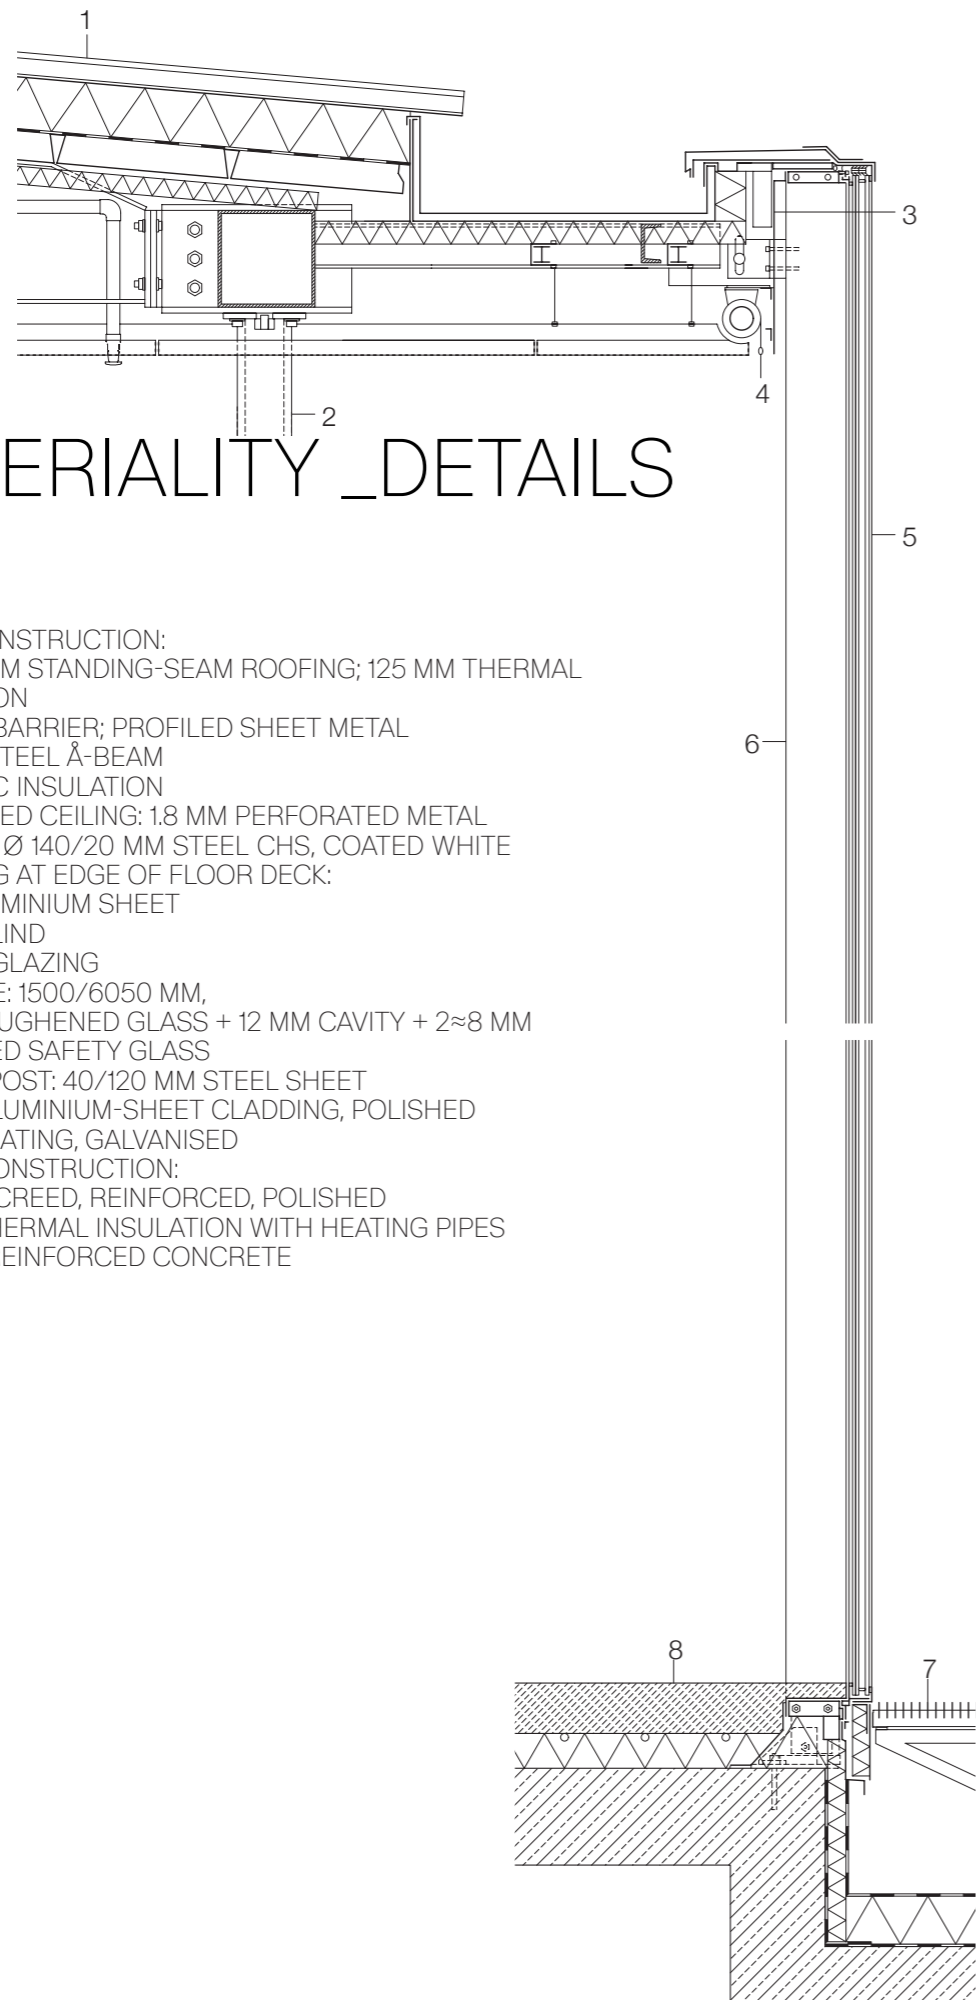 1
3
4
2
ERIALITY _DETAILS
5
NSTRUCTION:
M STANDING-SEAM ROOFING; 125 MM THERMAL
ON
BARRIER; PROFILED SHEET METAL
TEEL Å-BEAM
C INSULATION
ED CEILING: 1.8 MM PERFORATED METAL
Ø 140/20 MM STEEL CHS, COATED WHITE
G AT EDGE OF FLOOR DECK:
MINIUM SHEET
LIND
GLAZING
E: 1500/6050 MM,
UGHENED GLASS + 12 MM CAVITY + 2≈8 MM
ED SAFETY GLASS
POST: 40/120 MM STEEL SHEET
LUMINIUM-SHEET CLADDING, POLISHED
ATING, GALVANISED
ONSTRUCTION:
CREED, REINFORCED, POLISHED
HERMAL INSULATION WITH HEATING PIPES
EINFORCED CONCRETE
6
8
7